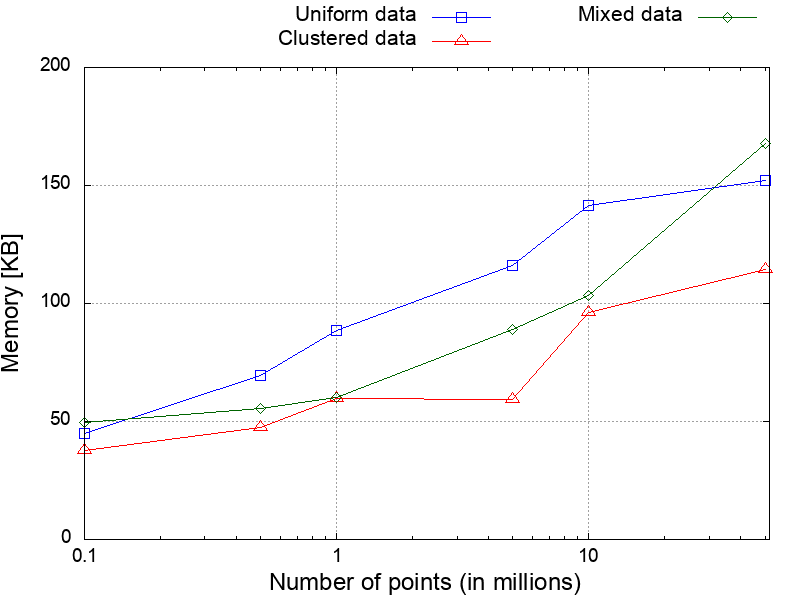 Uniform data
Mixed data
Clustered data
200
150
100
50
0
0.1
1
10
Memory [KB]
Number of points (in millions)